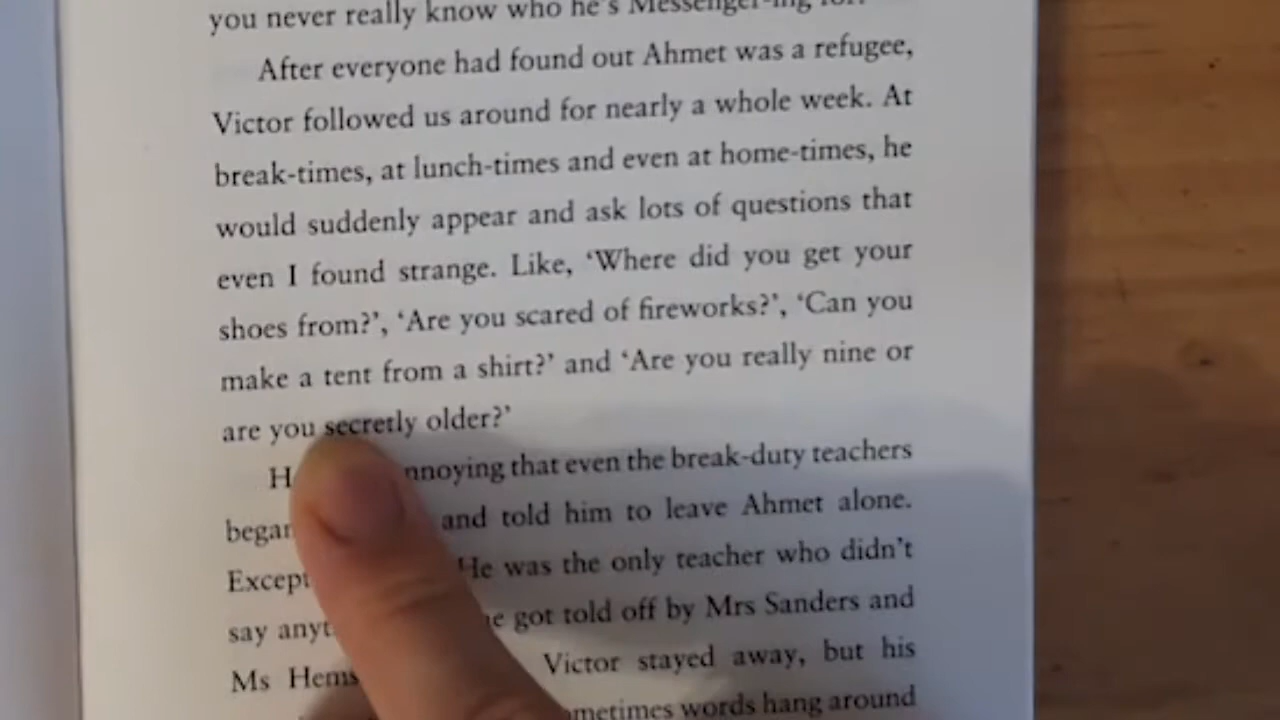 you never really know who he's Messenger-ing for.
After everyone had found out Ahmet was a refugee,
Victor followed us around for nearly a whole week. At
break-times, at lunch-times and even at home-times, he
would suddenly appear and ask lots of questions that
even I found strange. Like, ‘Where did you get your
shoes from?’, ‘Are you scared of fireworks?’, ‘Can you
make a tent from a shirt?’ and ‘Are you really nine or
are you secretly older?’
that even the break-duty teachers
and told him to leave Ahmet alone.
Except He was the only teacher who didn’t
say got told off by Mrs Sanders and
Ms Victor stayed away, but his
words hang around